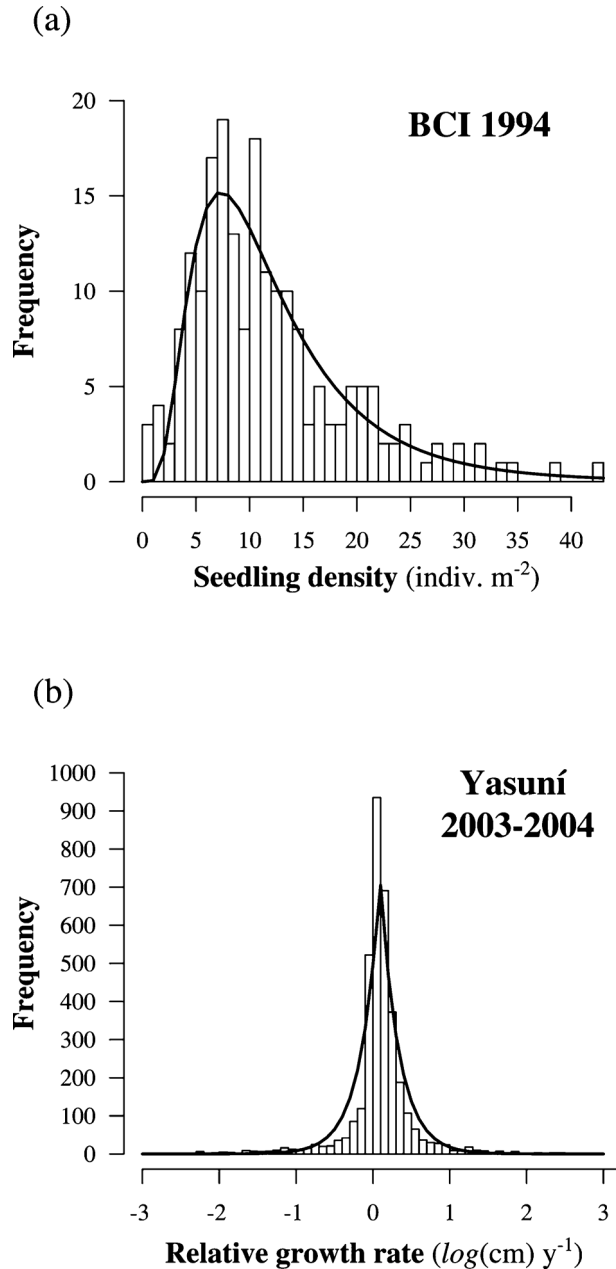 (a)
BCI 1994
20
15
10
5
0
Frequency
0 5 10 15 20 25 30 35 40
Seedling density (indiv. m-2)
(b)
Yasuní
2003-2004
1000
900
800
700
600
500
400
300
200
100
0
Frequency
-3 -2 -1 0 1 2 3
Relative growth rate (log(cm) y-1)